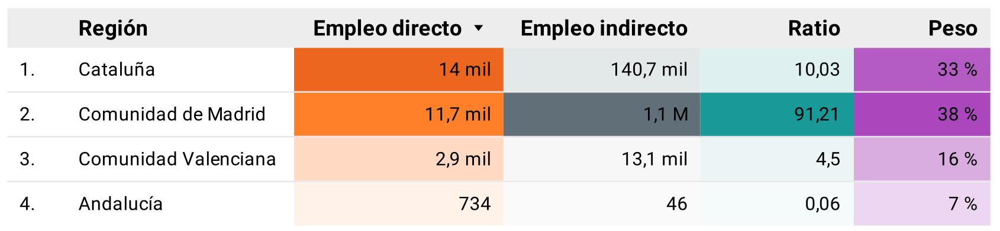 Región Empleo directo Empleo indirecto Ratio Peso
1. Cataluña 14 mil 140,7 mil 10,03 33 %
2. Comunidad de Madrid 11,7 mil 1,1 M 91,21 38 %
3. Comunidad Valenciana 2,9 mil 13,1 mil 4,5 16 %
4. Andalucía 734 46 0,06 7 %